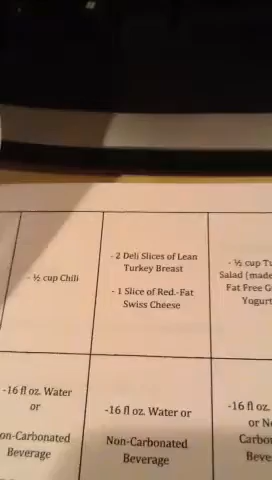 - ½ cup Chili
- 2 Deli Slices of Lean
Turkey Breast
- 1 Slice of Red.-Fat
Swiss Cheese
- ½ cup
Salad (made
Fat Free
Yogurt
-16 fl oz. Water
or
on-Carbonated
Beverage
-16 fl oz. Water or
Non-Carbonated
Beverage
-16 fl oz.
or
Carbo
Beve